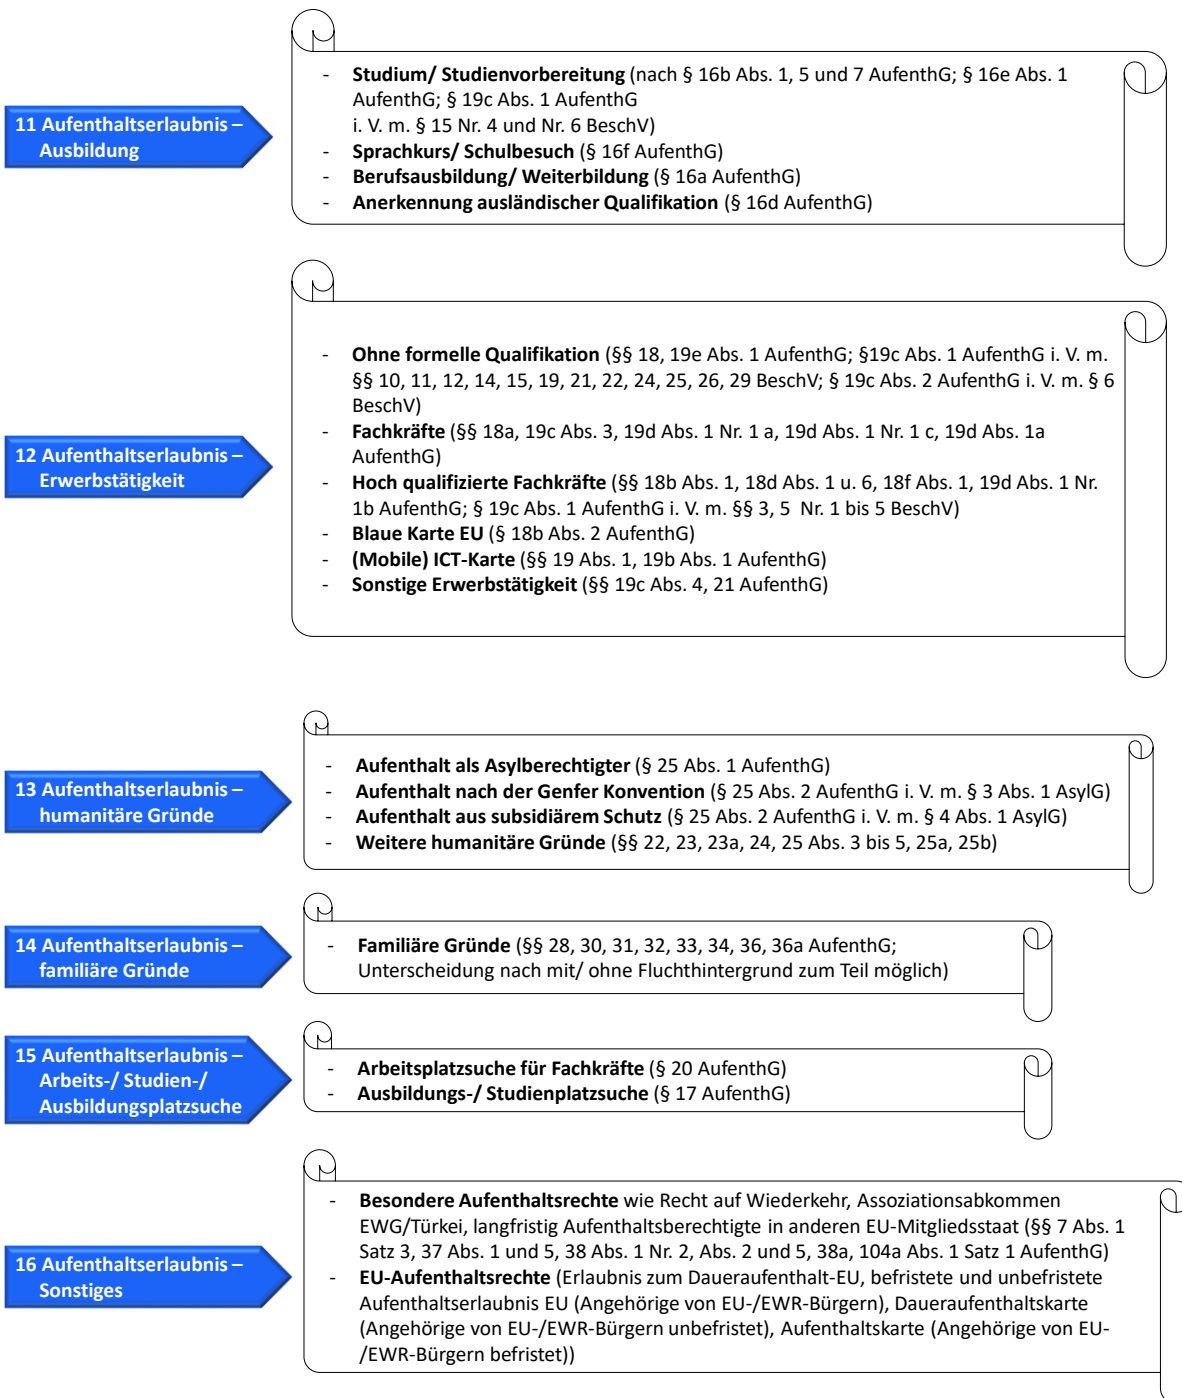 11 Aufenthaltserlaubnis –
Ausbildung
- Studium/ Studienvorbereitung (nach § 16b Abs. 1, 5 und 7 AufenthG; § 16e Abs. 1
AufenthG; § 19c Abs. 1 AufenthG
i. V. m. § 15 Nr. 4 und Nr. 6 BeschV)
- Sprachkurs/ Schulbesuch (§ 16f AufenthG)
- Berufsausbildung/ Weiterbildung (§ 16a AufenthG)
- Anerkennung ausländischer Qualifikation (§ 16d AufenthG)
12 Aufenthaltserlaubnis –
Erwerbstätigkeit
- Ohne formelle Qualifikation (§§ 18, 19e Abs. 1 AufenthG; §19c Abs. 1 AufenthG i. V. m.
§§ 10, 11, 12, 14, 15, 19, 21, 22, 24, 25, 26, 29 BeschV; § 19c Abs. 2 AufenthG i. V. m. § 6
BeschV)
- Fachkräfte (§§ 18a, 19c Abs. 3, 19d Abs. 1 Nr. 1 a, 19d Abs. 1 Nr. 1 c, 19d Abs. 1a
AufenthG)
- Hoch qualifizierte Fachkräfte (§§ 18b Abs. 1, 18d Abs. 1 u. 6, 18f Abs. 1, 19d Abs. 1 Nr.
1b AufenthG; § 19c Abs. 1 AufenthG i. V. m. §§ 3, 5 Nr. 1 bis 5 BeschV)
- Blaue Karte EU (§ 18b Abs. 2 AufenthG)
- (Mobile) ICT-Karte (§§ 19 Abs. 1, 19b Abs. 1 AufenthG)
- Sonstige Erwerbstätigkeit (§§ 19c Abs. 4, 21 AufenthG)
13 Aufenthaltserlaubnis –
humanitäre Gründe
- Aufenthalt als Asylberechtigter (§ 25 Abs. 1 AufenthG)
- Aufenthalt nach der Genfer Konvention (§ 25 Abs. 2 AufenthG i. V. m. § 3 Abs. 1 AsylG)
- Aufenthalt aus subsidiärem Schutz (§ 25 Abs. 2 AufenthG i. V. m. § 4 Abs. 1 AsylG)
- Weitere humanitäre Gründe (§§ 22, 23, 23a, 24, 25 Abs. 3 bis 5, 25a, 25b)
14 Aufenthaltserlaubnis –
familiäre Gründe
- Familiäre Gründe (§§ 28, 30, 31, 32, 33, 34, 36, 36a AufenthG;
Unterscheidung nach mit/ ohne Fluchthintergrund zum Teil möglich)
15 Aufenthaltserlaubnis –
Arbeits-/ Studien-/
Ausbildungsplatzsuche
- Arbeitsplatzsuche für Fachkräfte (§ 20 AufenthG)
- Ausbildungs-/ Studienplatzsuche (§ 17 AufenthG)
16 Aufenthaltserlaubnis –
Sonstiges
- Besondere Aufenthaltsrechte wie Recht auf Wiederkehr, Assoziationsabkommen
EWG/Türkei, langfristig Aufenthaltsberechtigte in anderen EU-Mitgliedsstaat (§§ 7 Abs. 1
Satz 3, 37 Abs. 1 und 5, 38 Abs. 1 Nr. 2, Abs. 2 und 5, 38a, 104a Abs. 1 Satz 1 AufenthG)
- EU-Aufenthaltsrechte (Erlaubnis zum Daueraufenthalt-EU, befristete und unbefristete
Aufenthaltserlaubnis EU (Angehörige von EU-/EWR-Bürgern), Daueraufenthaltskarte
(Angehörige von EU-/EWR-Bürgern unbefristet), Aufenthaltskarte (Angehörige von EU-
/EWR-Bürgern befristet))